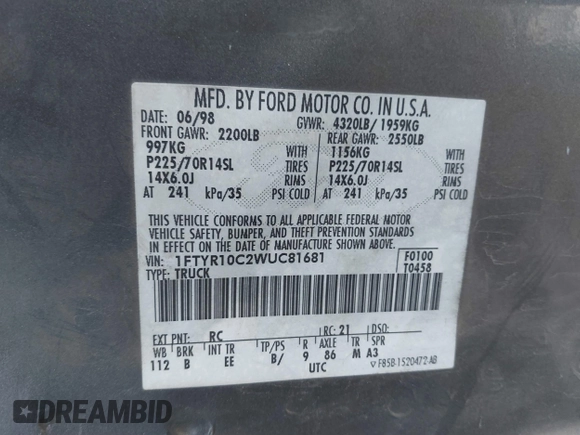 MFD. BY FORD MOTOR CO. IN U.S.A.
DATE: 06/98 GVWR: 4320LB/ 1959KG
FRONT GAWR: 2200LB REAR GAWR: 2550LB
997KG WITH 1156KG WITH
P225/70R14SL TIRES P225/70R14SL TIRES
14X6.0J RIMS 14X6.0J RIMS
AT 241 kPa/35 PSI COLD AT 241 kPa/35 PSI COLD
THIS VEHICLE CONFORMS TO ALL APPLICABLE FEDERAL MOTOR
VEHICLE SAFETY, BUMPER, AND THEFT PREVENTION STANDARDS
IN EFFECT ON THE DATE OF MANUFACTURE SHOWN ABOVE
VIN: 1FTYR10C2WUC81681 F0100
TYPE: TRUCK T0458
EXT PNT: RC RC: 21 DSO:
WB BRK INT TR TP/PS R AXLE TR SPR
112 B EE B/ 9 86 M A3
UTC F85B-1520472-AB
DREAMBID